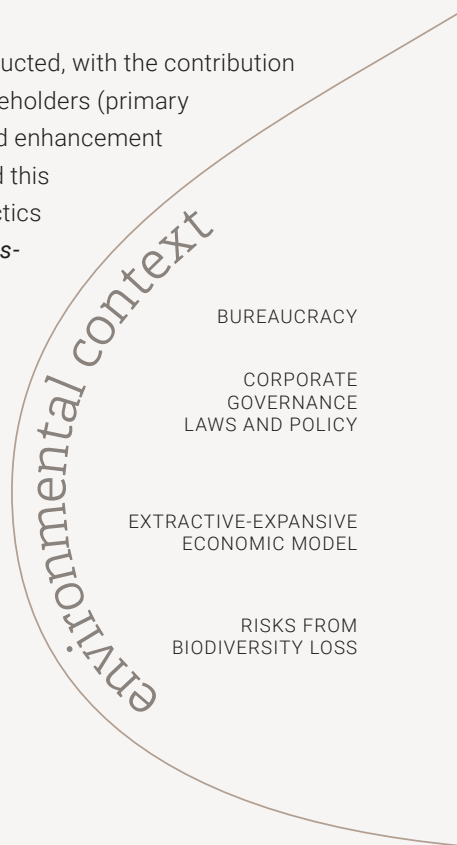 ucted, with the contribution
eholders (primary
d enhancement
d this
ctics
s-
environmental context
BUREAUCRACY
CORPORATE
GOVERNANCE
LAWS AND POLICY
EXTRACTIVE-EXPANSIVE
ECONOMIC MODEL
RISKS FROM
BIODIVERSITY LOSS